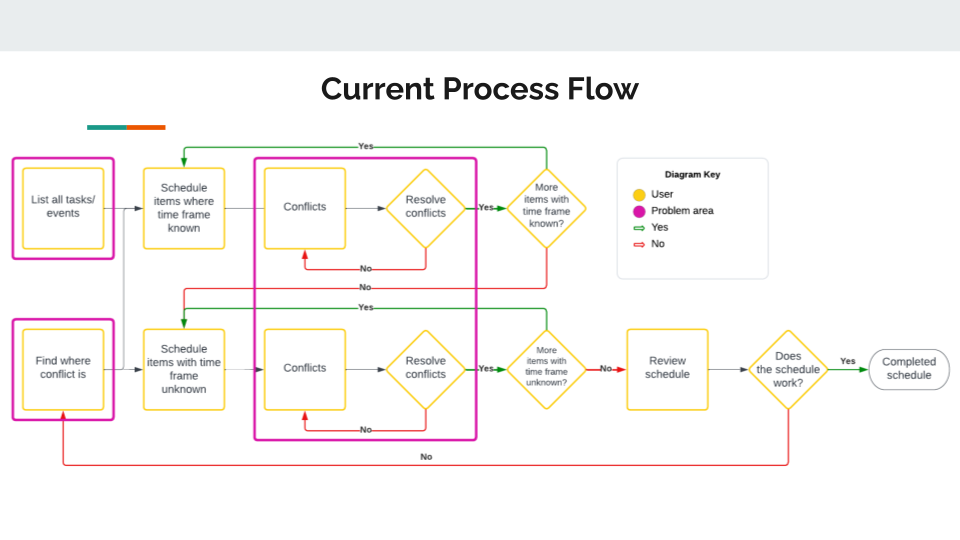 Current Process Flow
Yes
List all tasks/
events
Schedule
items where
time frame
known
Conflicts
Resolve
conflicts
Yes
More
items with
time frame
known?
No
No
Diagram Key
User
Problem area
Yes
No
Yes
Find where
conflict is
Schedule
items with time
frame
unknown
Conflicts
Resolve
conflicts
Yes
More
items with
time frame
unknown?
No
Review
schedule
Does
the schedule
work?
Yes
Completed
schedule
No
No